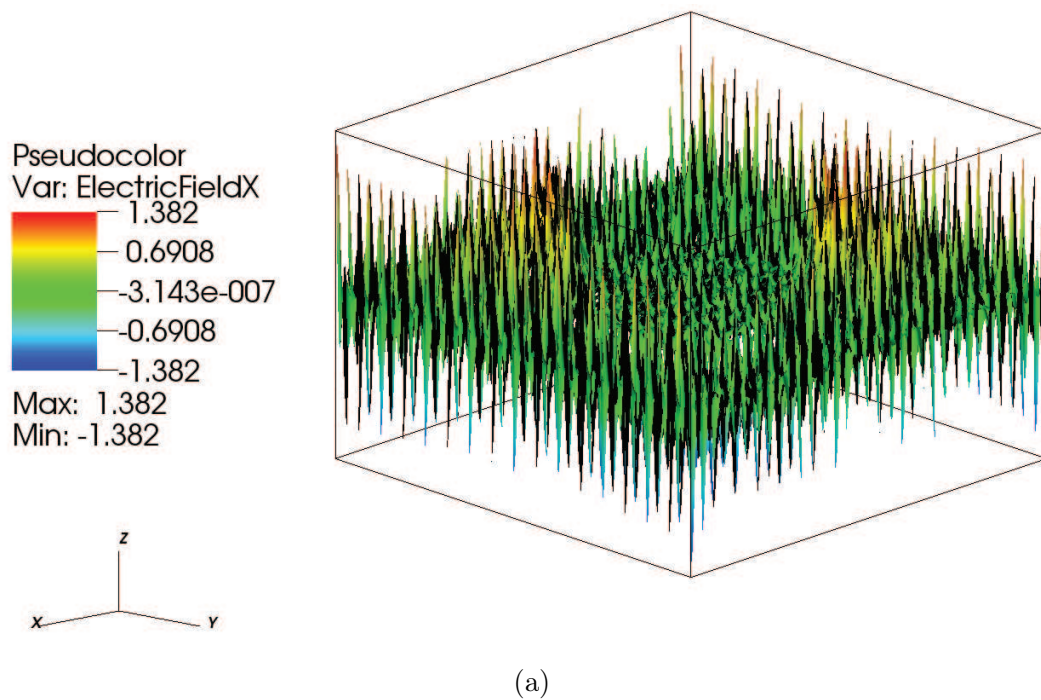 Pseudocolor
Var: ElectricFieldX
1.382
0.6908
-3.143e-007
-0.6908
-1.382
Max: 1.382
Min: -1.382
Z
X
Y
(a)